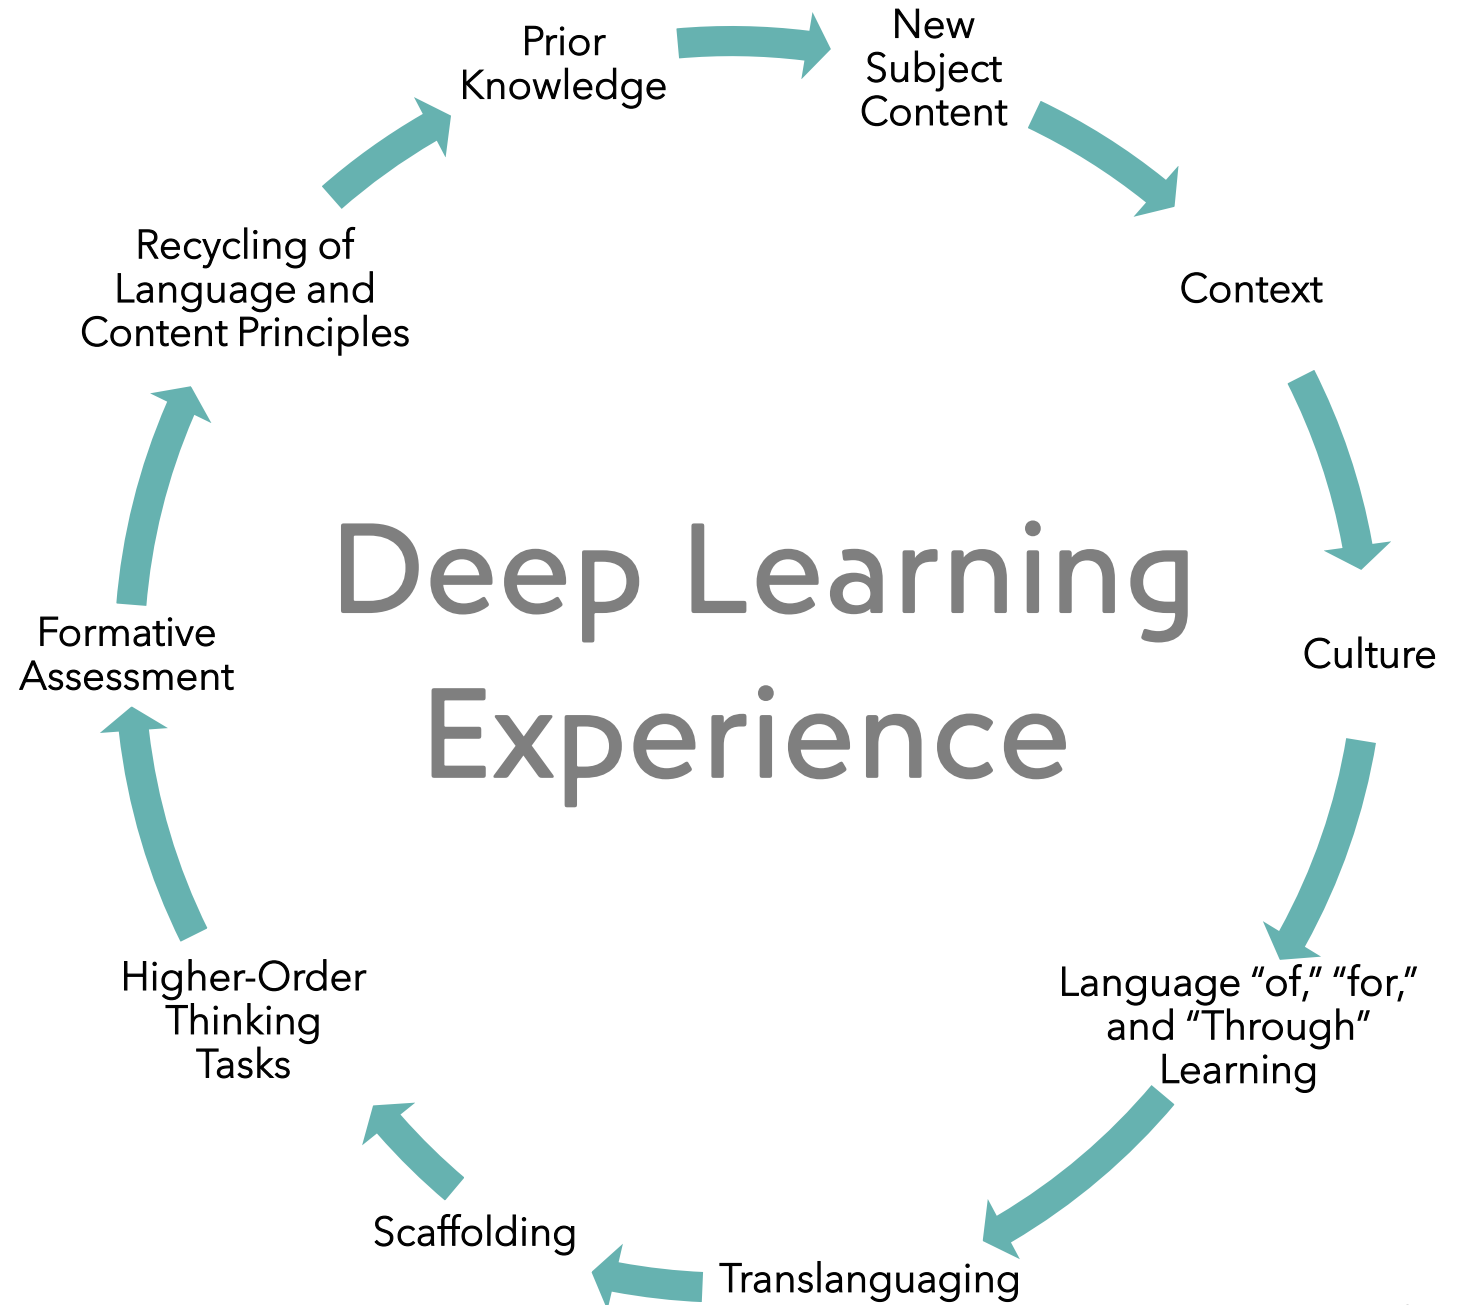 Prior
Knowledge
New
Subject
Content
Context
Culture
Language “of,” “for,”
and “Through”
Learning
Translanguaging
Scaffolding
Higher-Order
Thinking
Tasks
Formative
Assessment
Recycling of
Language and
Content Principles
Deep Learning
Experience